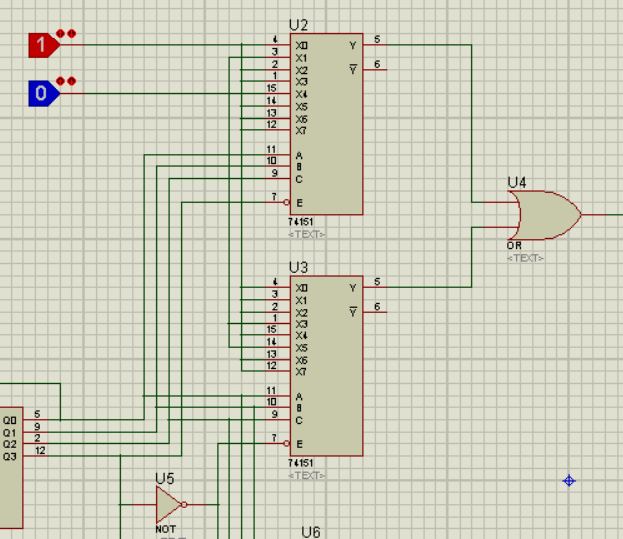 U2
1
0
4 X0 Y 5
3 X1
2 X2 Y 6
1 X3
15 X4
14 X5
13 X6
12 X7
11 A
10 B
9 C
7 E
74151
<TEXT>
U4
OR
<TEXT>
U3
4 X0 Y 5
3 X1
2 X2 Y 6
1 X3
15 X4
14 X5
13 X6
12 X7
11 A
10 B
9 C
7 E
74151
<TEXT>
Q0 5
Q1 9
Q2 2
Q3 12
U5
NOT
U6